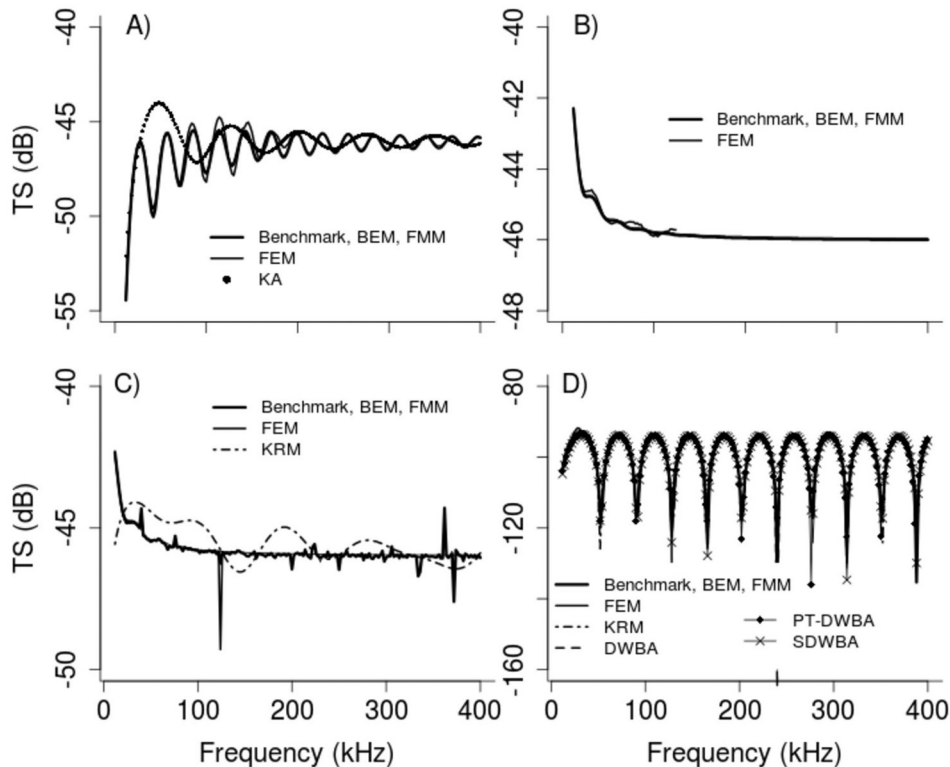 A)
-40
-45
-50
-55
TS (dB)
Benchmark, BEM, FMM
FEM
KA
B)
-40
-42
-44
-46
-48
Benchmark, BEM, FMM
FEM
C)
-40
-45
-50
TS (dB)
Benchmark, BEM, FMM
FEM
KRM
0
100
200
300
400
Frequency (kHz)
D)
-80
-120
-160
Benchmark, BEM, FMM
FEM
KRM
DWBA
PT-DWBA
SDWBA
0
100
200
300
400
Frequency (kHz)